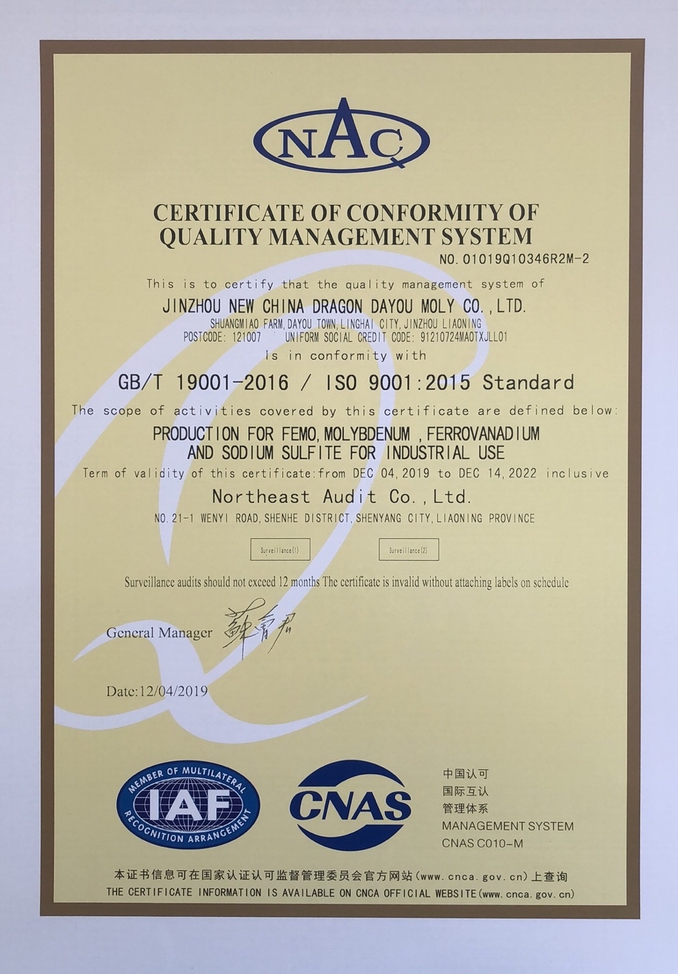 NAQ
CERTIFICATE OF CONFORMITY OF
QUALITY MANAGEMENT SYSTEM
NO. 01019Q10346R2M-2
This is to certify that the quality management system of
JINZHOU NEW CHINA DRAGON DAYOU MOLY CO., LTD.
SHUANGMIAO FARM, DAYOU TOWN, LINGHAI CITY, JINZHOU LIAONING
POSTCODE: 121007 UNIFORM SOCIAL CREDIT CODE: 91210724MA0TXJLL01
Is in conformity with
GB/T 19001-2016 / ISO 9001:2015 Standard
The scope of activities covered by this certificate are defined below:
PRODUCTION FOR FEMO, MOLYBDENUM , FERROVANADIUM
AND SODIUM SULFITE FOR INDUSTRIAL USE
Term of validity of this certificate:from DEC 04, 2019 to DEC 14, 2022 inclusive
Northeast Audit Co., Ltd.
NO. 21-1 WENYI ROAD, SHENHE DISTRICT, SHENYANG CITY, LIAONING PROVINCE
Surveillance(1) Surveillance(2)
Surveillance audits should not exceed 12 months The certificate is invalid without attaching labels on schedule
General Manager
Date:12/04/2019
MEMBER OF MULTILATERAL
IAF
RECOGNITION ARRANGEMENT
CNAS
中国认可
国际互认
管理体系
MANAGEMENT SYSTEM
CNAS C010-M
本证书信息可在国家认证认可监督管理委员会官方网站(www.cnca.gov.cn)上查询
THE CERTIFICATE INFORMATION IS AVAILABLE ON CNCA OFFICIAL WEBSITE(www.cnca.gov.cn)